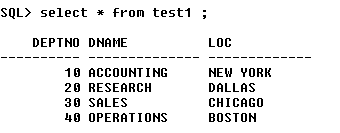 SQL> select * from test1 ;
DEPTNO DNAME LOC
---------- -------------- -------------
10 ACCOUNTING NEW YORK
20 RESEARCH DALLAS
30 SALES CHICAGO
40 OPERATIONS BOSTON